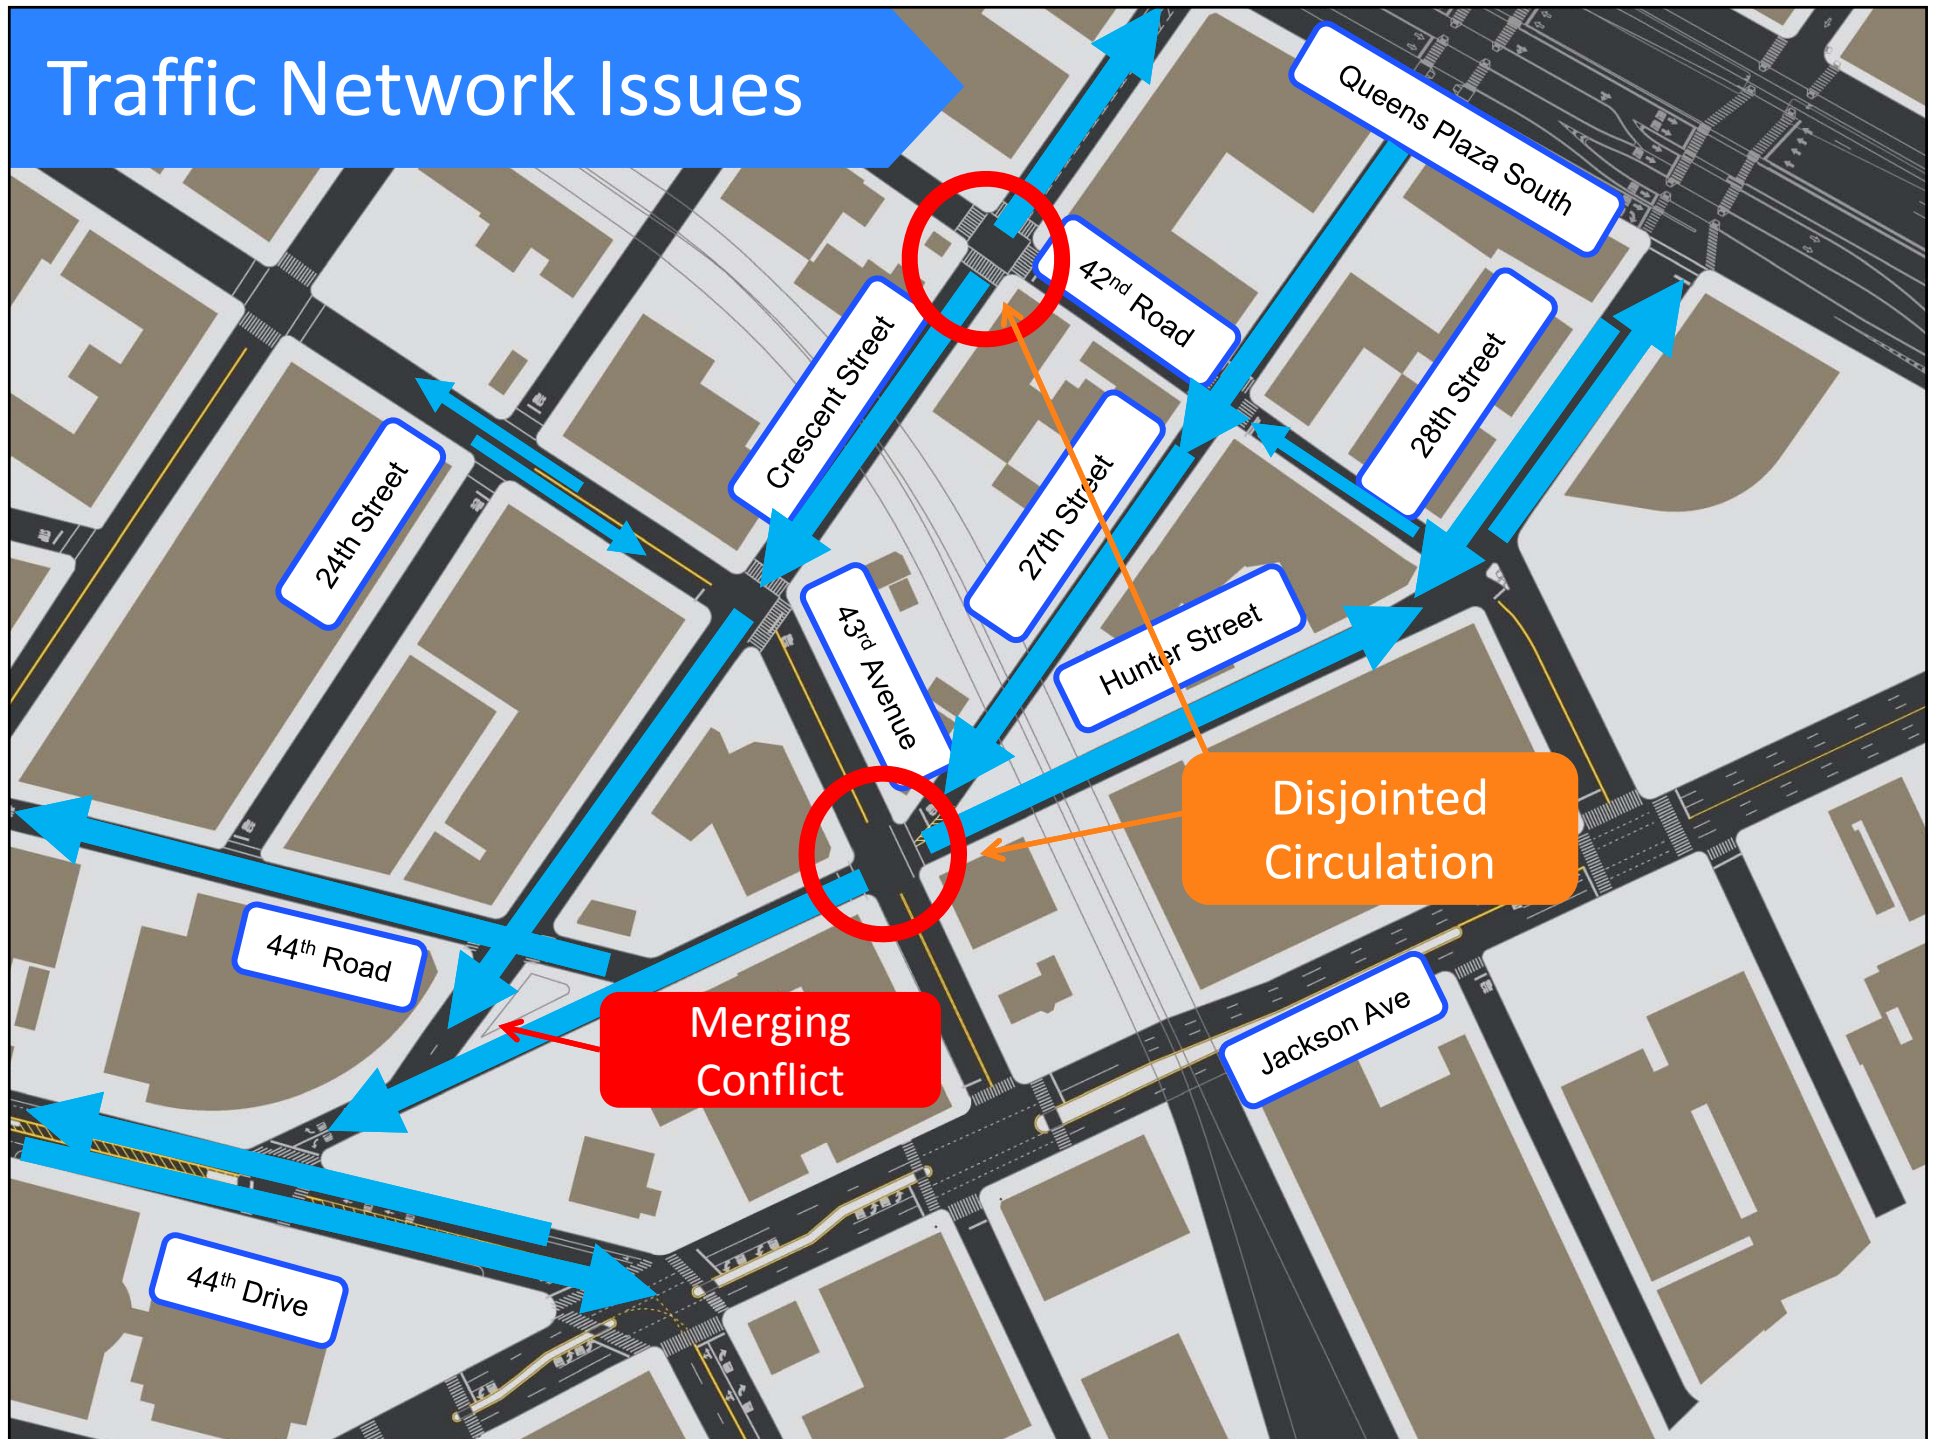 Traffic Network Issues
Queens Plaza South
42nd Road
Crescent Street
28th Street
24th Street
27th Street
43rd Avenue
Hunter Street
Disjointed
Circulation
44th Road
Merging
Conflict
Jackson Ave
44th Drive